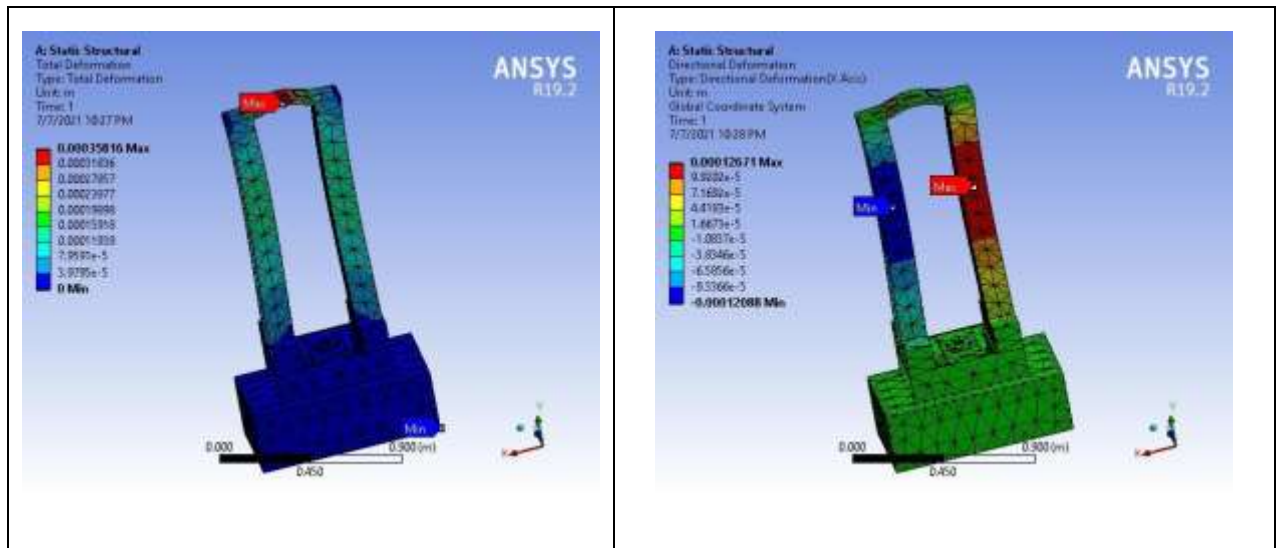 A: Static Structural
Total Deformation
Type: Total Deformation
Unit: m
Time: 1
7/7/2021 10:27 PM
0.00035816 Max
0.00031836
0.00027857
0.00023877
0.00019898
0.00015918
0.00011939
7.9591e-5
3.9795e-5
0 Min
ANSYS
R19.2
Max
Min
0.000
0.900 (m)
0.450
Y
X
A: Static Structural
Directional Deformation
Type: Directional Deformation(X Axis)
Unit: m
Global Coordinate System
Time: 1
7/7/2021 10:28 PM
0.00012671 Max
9.9202e-5
7.1692e-5
4.4183e-5
1.6673e-5
-1.0837e-5
-3.8346e-5
-6.5856e-5
-9.3366e-5
-0.00012088 Min
ANSYS
R19.2
Max
Min
0.000
0.900 (m)
0.450
Y
X